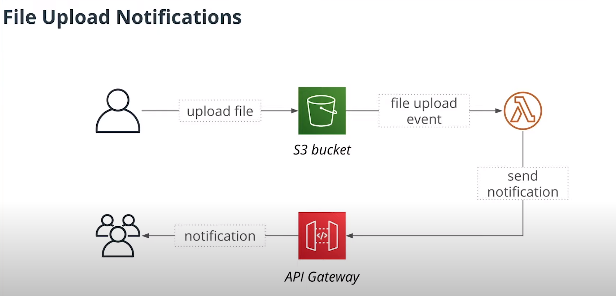 File Upload Notifications
upload file
file upload
event
S3 bucket
send
notification
notification
API Gateway